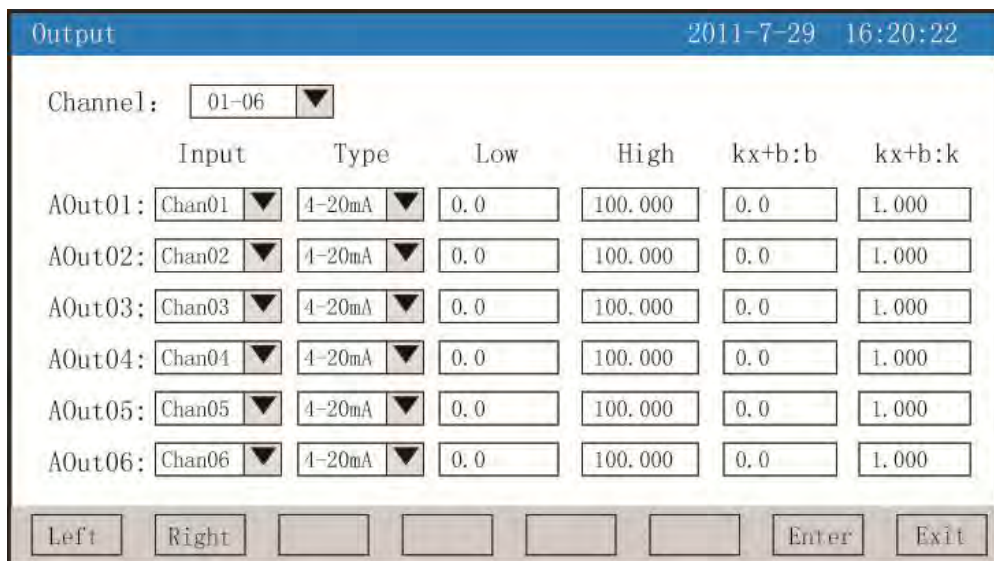 Output 2011-7-29 16:20:22
Channel: 01-06
Input Type Low High kx+b:b kx+b:k
AOut01: Chan01 4-20mA 0.0 100.000 0.0 1.000
AOut02: Chan02 4-20mA 0.0 100.000 0.0 1.000
AOut03: Chan03 4-20mA 0.0 100.000 0.0 1.000
AOut04: Chan04 4-20mA 0.0 100.000 0.0 1.000
AOut05: Chan05 4-20mA 0.0 100.000 0.0 1.000
AOut06: Chan06 4-20mA 0.0 100.000 0.0 1.000
Left Right Enter Exit